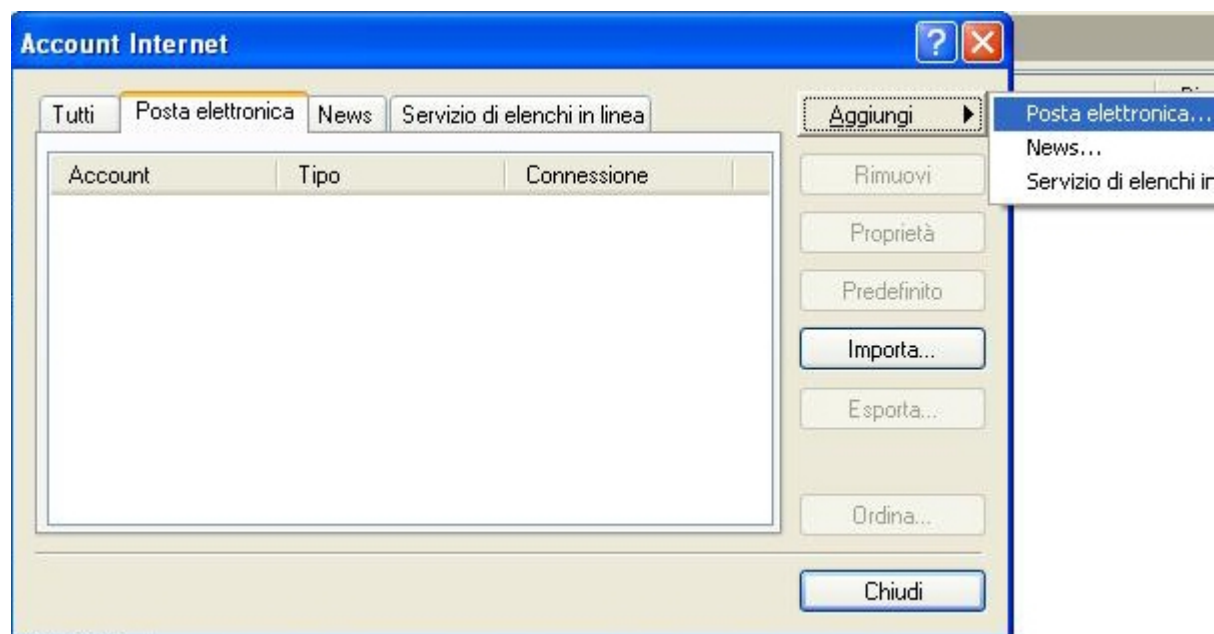 Account Internet
Tutti
Posta elettronica
News
Servizio di elenchi in linea
Account
Tipo
Connessione
Aggiungi
Posta elettronica...
News...
Servizio di elenchi in
Rimuovi
Proprietà
Predefinito
Importa...
Esporta...
Ordina...
Chiudi